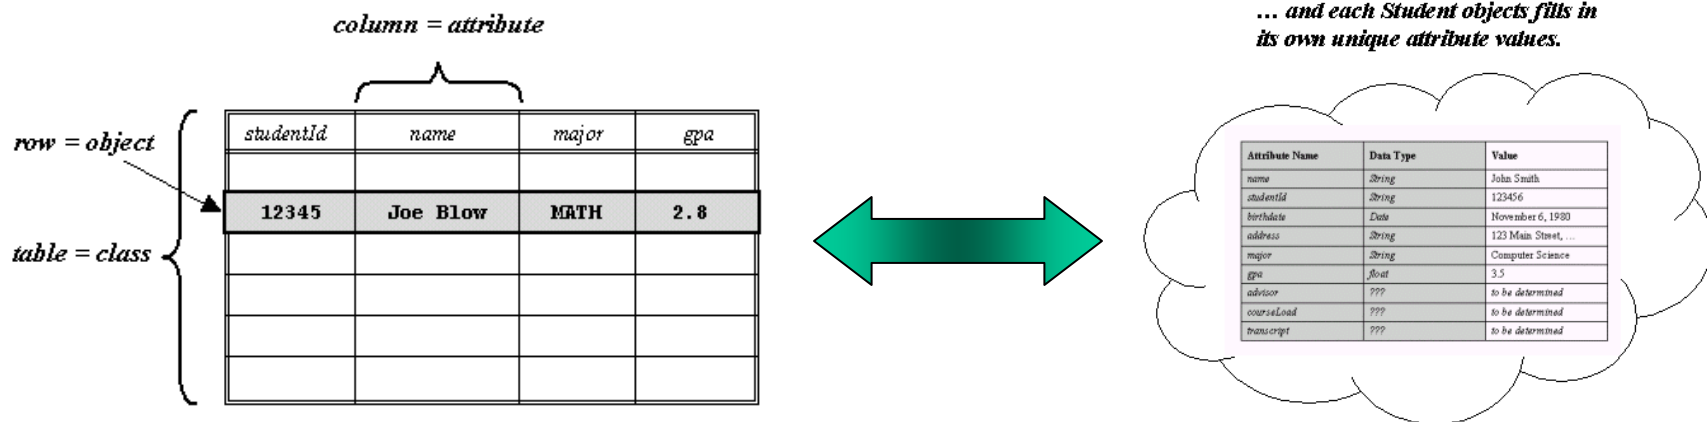 column = attribute
row = object
table = class
studentId name major gpa
12345 Joe Blow MATH 2.8
... and each Student objects fills in
its own unique attribute values.
Attribute Name Data Type Value
name String John Smith
studentId String 123456
birthdate Date November 6, 1980
address String 123 Main Street, ...
major String Computer Science
gpa float 3.5
advisor ??? to be determined
courseLoad ??? to be determined
transcript ??? to be determined